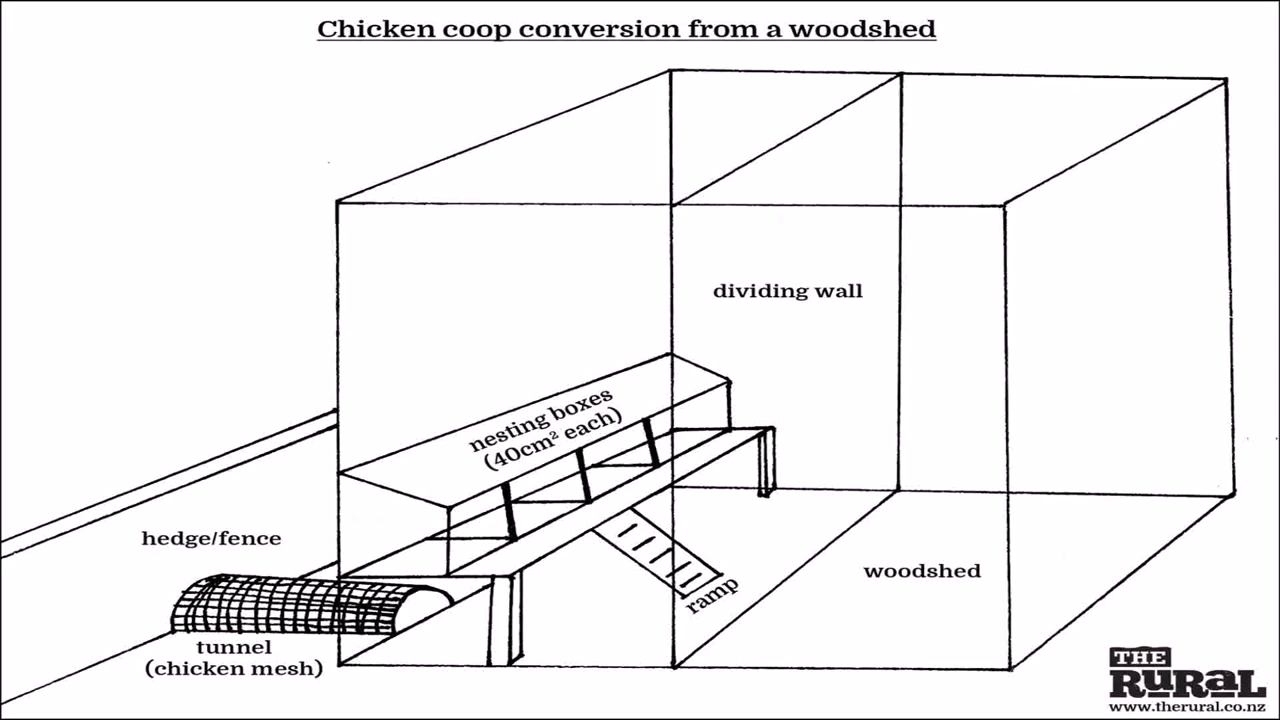 Chicken coop conversion from a woodshed
dividing wall
nesting boxes
(40cm² each)
hedge/fence
woodshed
ramp
tunnel
(chicken mesh)
THE
RURAL
www.therural.co.nz